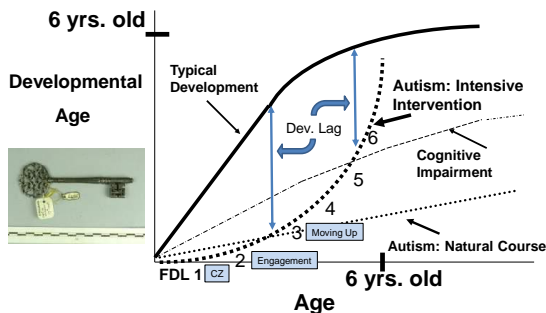 6 yrs. old
Developmental
Age
Typical
Development
Dev. Lag
Autism: Intensive
Intervention
6
Cognitive
Impairment
5
4
3
Moving Up
Autism: Natural Course
2
Engagement
FDL 1
CZ
6 yrs. old
Age